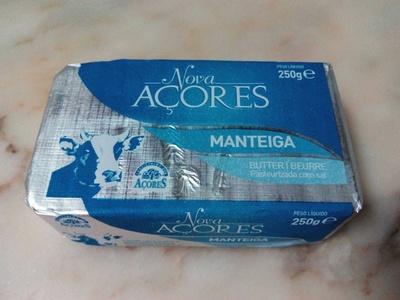 Nova
AÇORES
PESO LÍQUIDO
250g e
MANTEIGA
BUTTER | BEURRE
Pasteurizada com sal
AÇORES
Nova
AÇORES
MANTEIGA
PESO LÍQUIDO
250g e